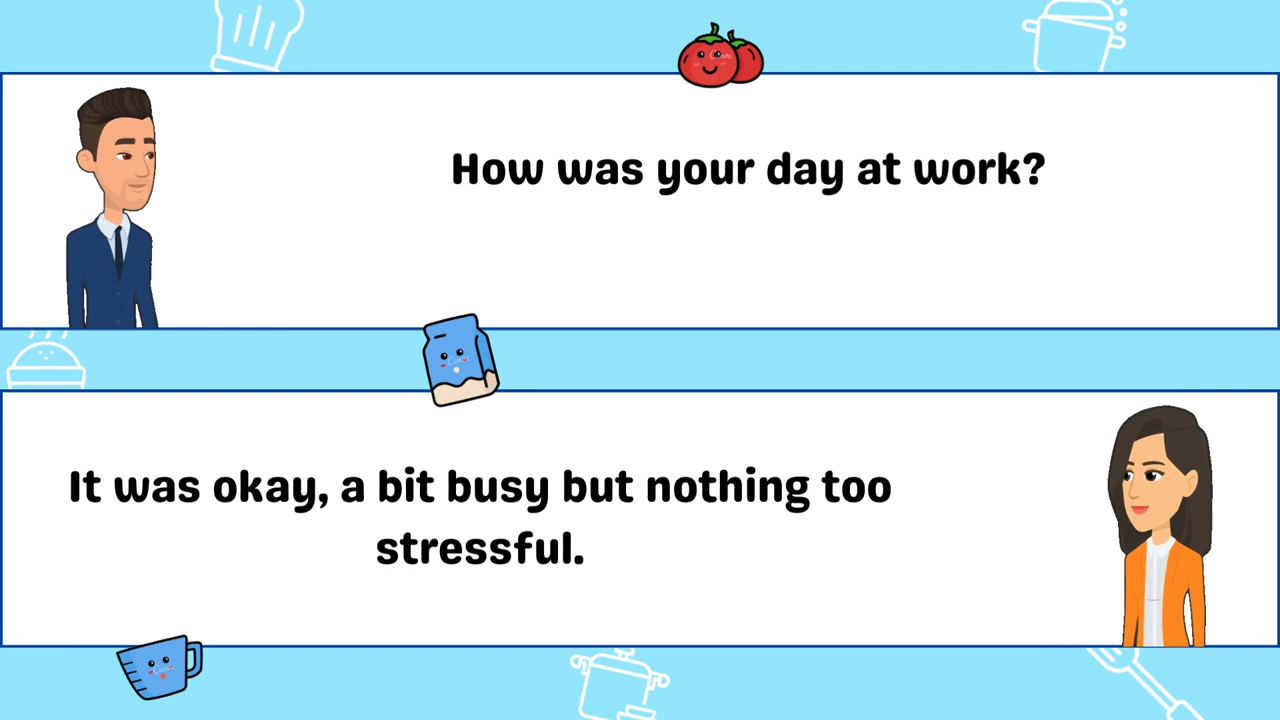 How was your day at work?
It was okay, a bit busy but nothing too
stressful.